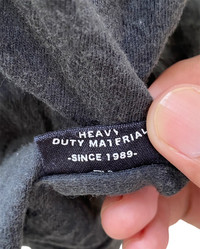 HEAVY
DUTY MATERIAL
-SINCE 1989-